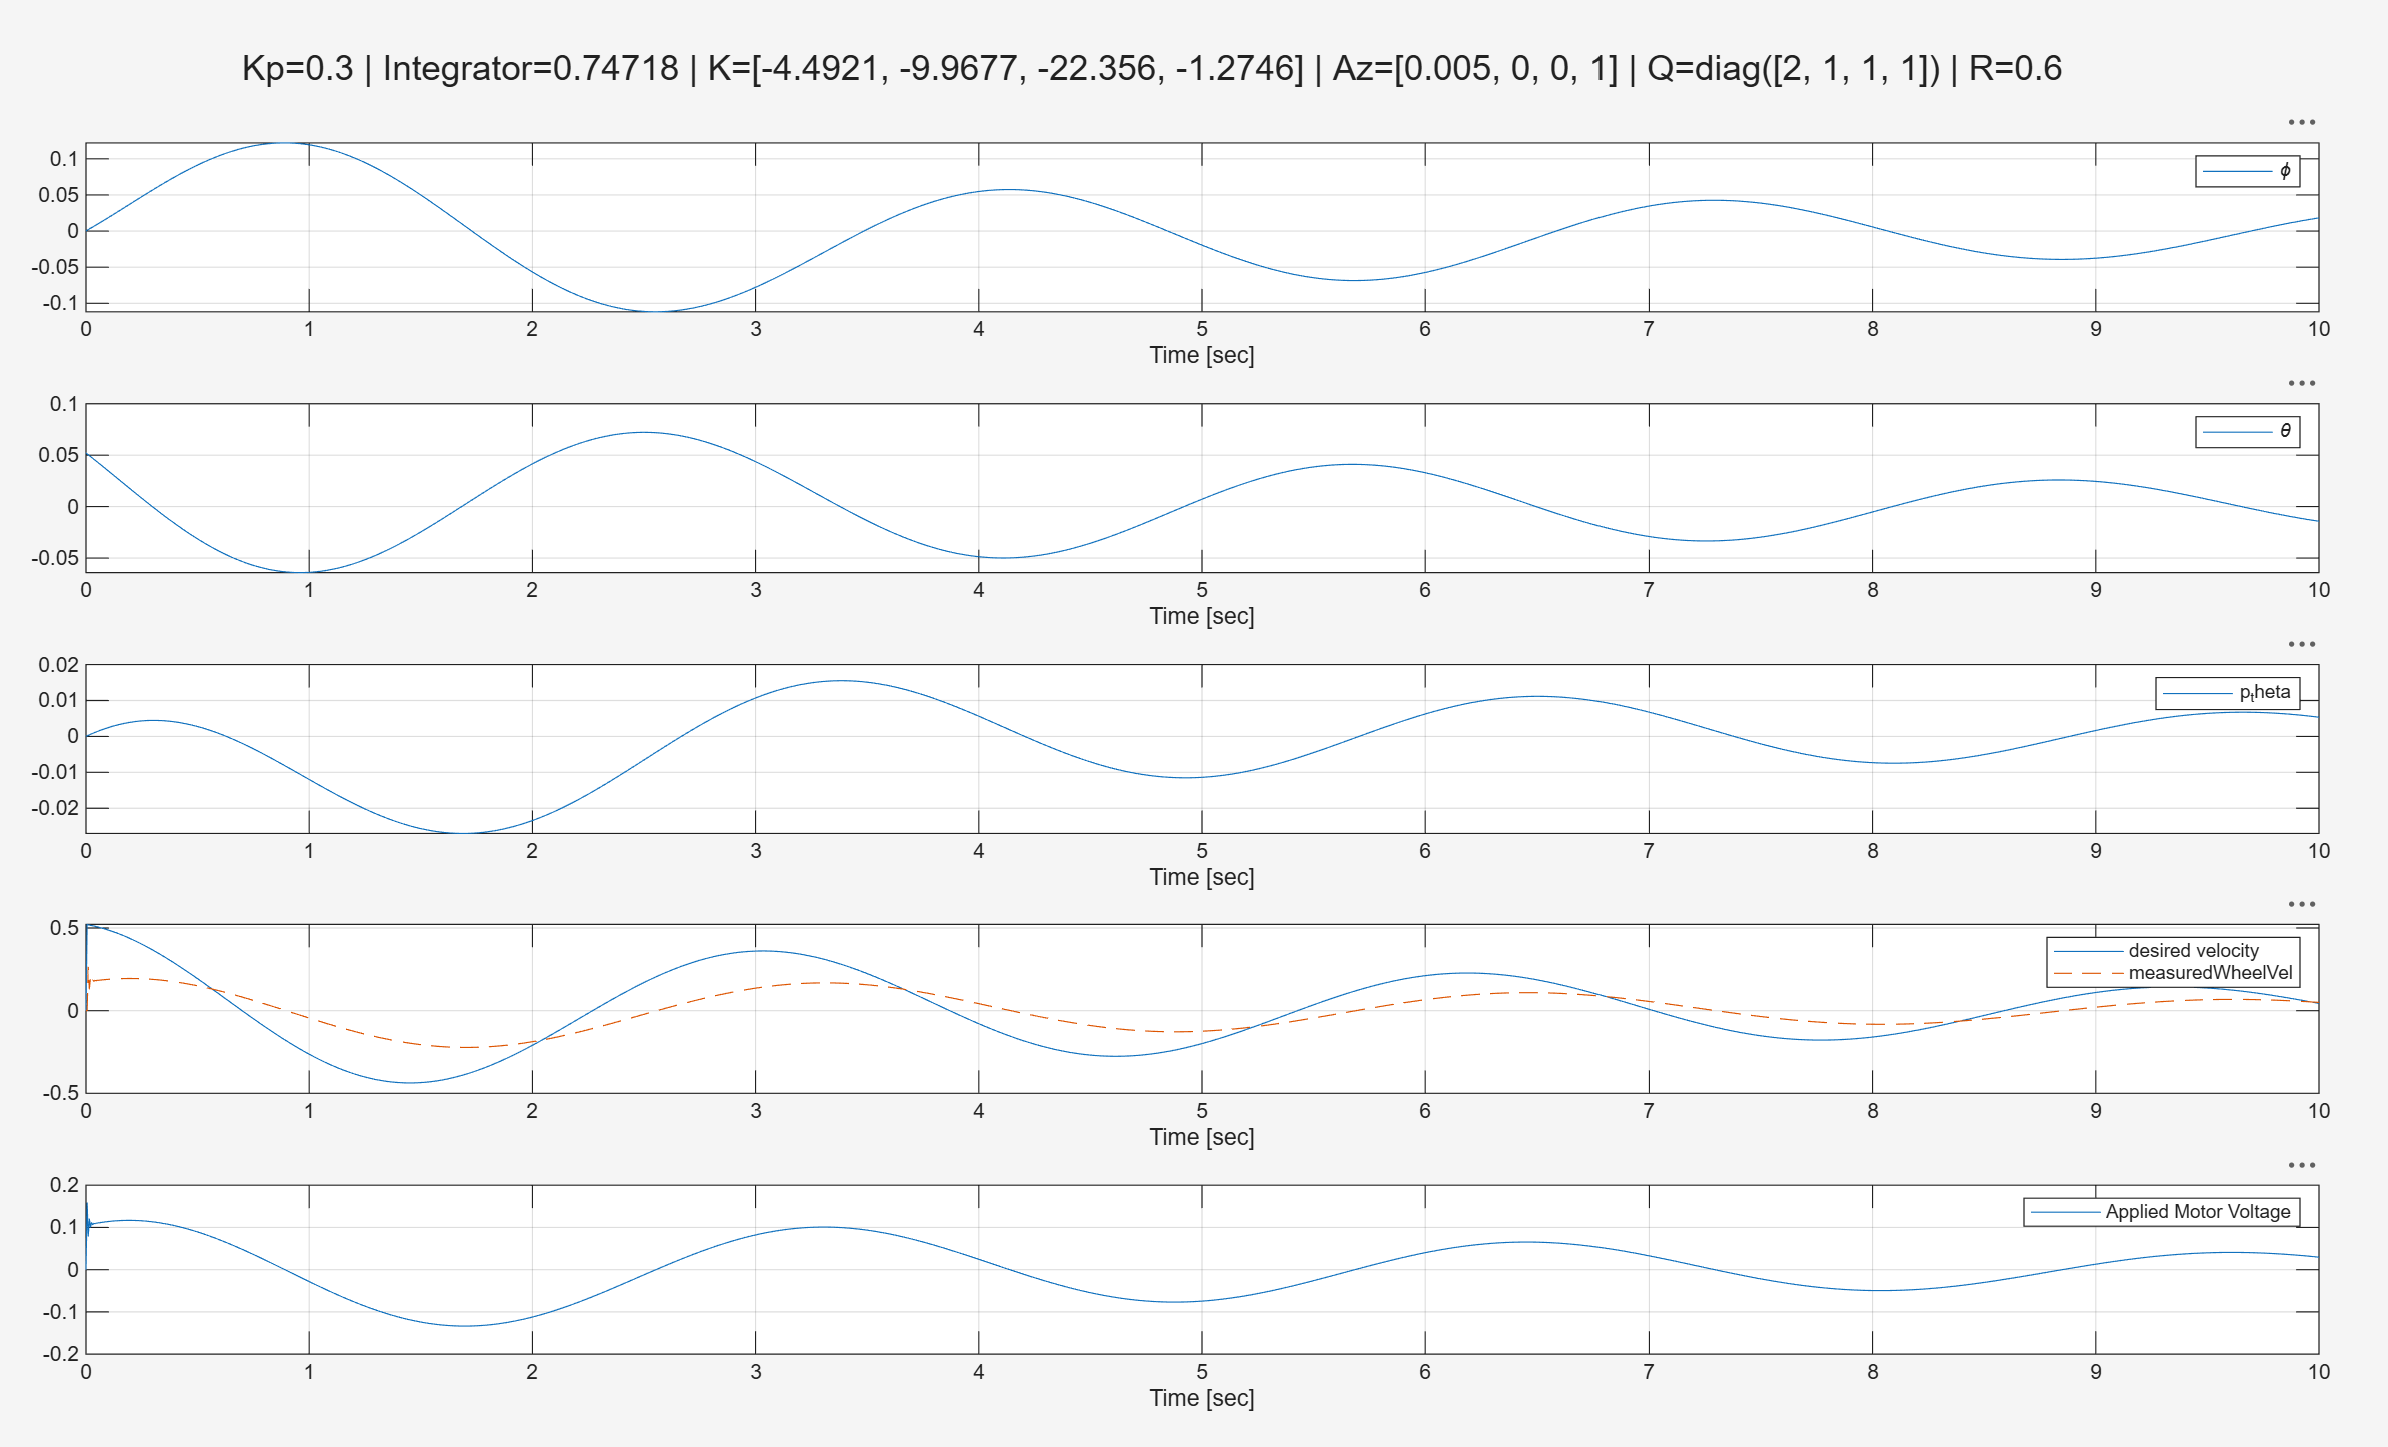 Kp=0.3 | Integrator=0.74718 | K=[-4.4921, -9.9677, -22.356, -1.2746] | Az=[0.005, 0, 0, 1] | Q=diag([2, 1, 1, 1]) | R=0.6
0.1
0.05
0
-0.05
-0.1
ϕ
0 1 2 3 4 5 6 7 8 9 10
Time [sec]
0.1
0.05
0
-0.05
θ
0 1 2 3 4 5 6 7 8 9 10
Time [sec]
0.02
0.01
0
-0.01
-0.02
p_theta
0 1 2 3 4 5 6 7 8 9 10
Time [sec]
0.5
0
-0.5
desired velocity
measuredWheelVel
0 1 2 3 4 5 6 7 8 9 10
Time [sec]
0.2
0.1
0
-0.1
-0.2
Applied Motor Voltage
0 1 2 3 4 5 6 7 8 9 10
Time [sec]